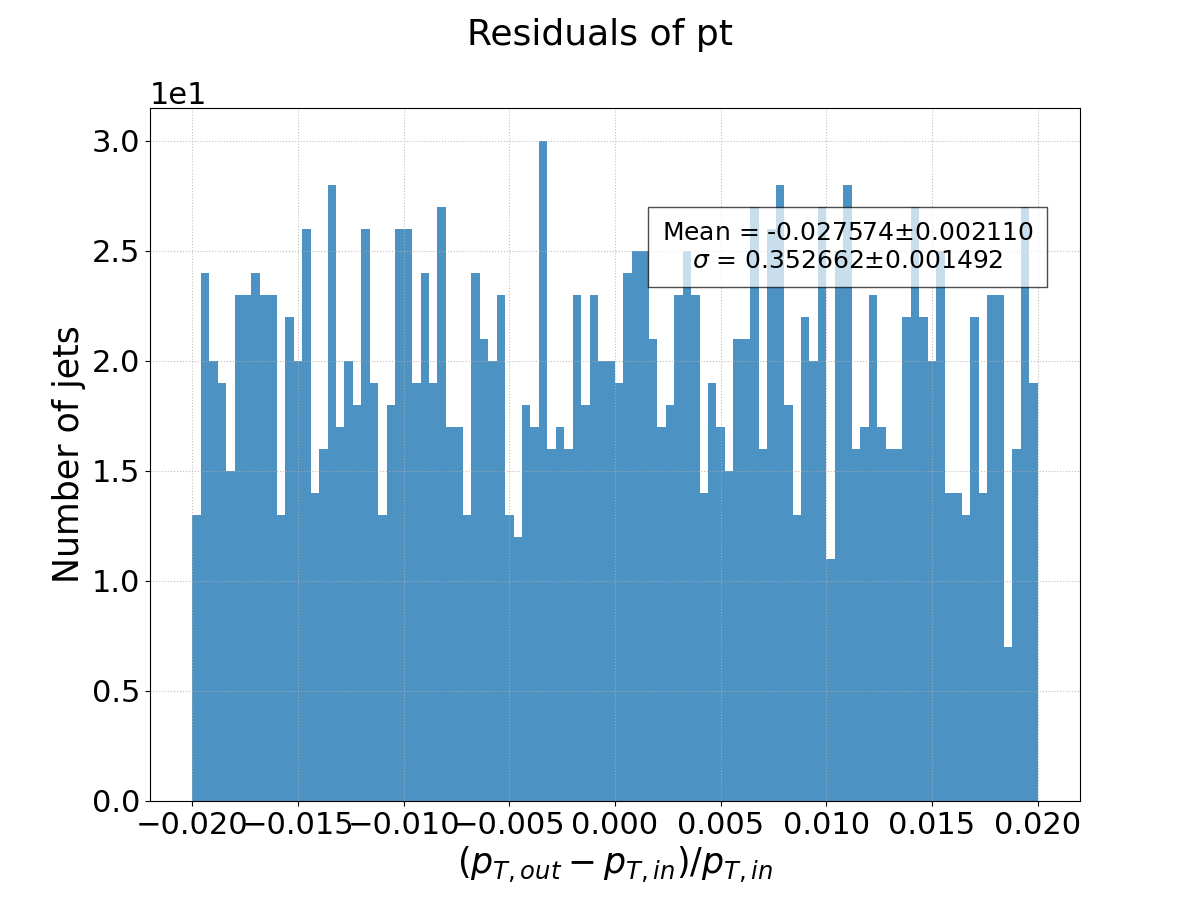 Residuals of pt
1e1
3.0
2.5
2.0
1.5
1.0
0.5
0.0
Number of jets
Mean = -0.027574±0.002110
σ = 0.352662±0.001492
−0.020 −0.015 −0.010 −0.005 0.000 0.005 0.010 0.015 0.020
(p_{T,out} − p_{T,in})/p_{T,in}